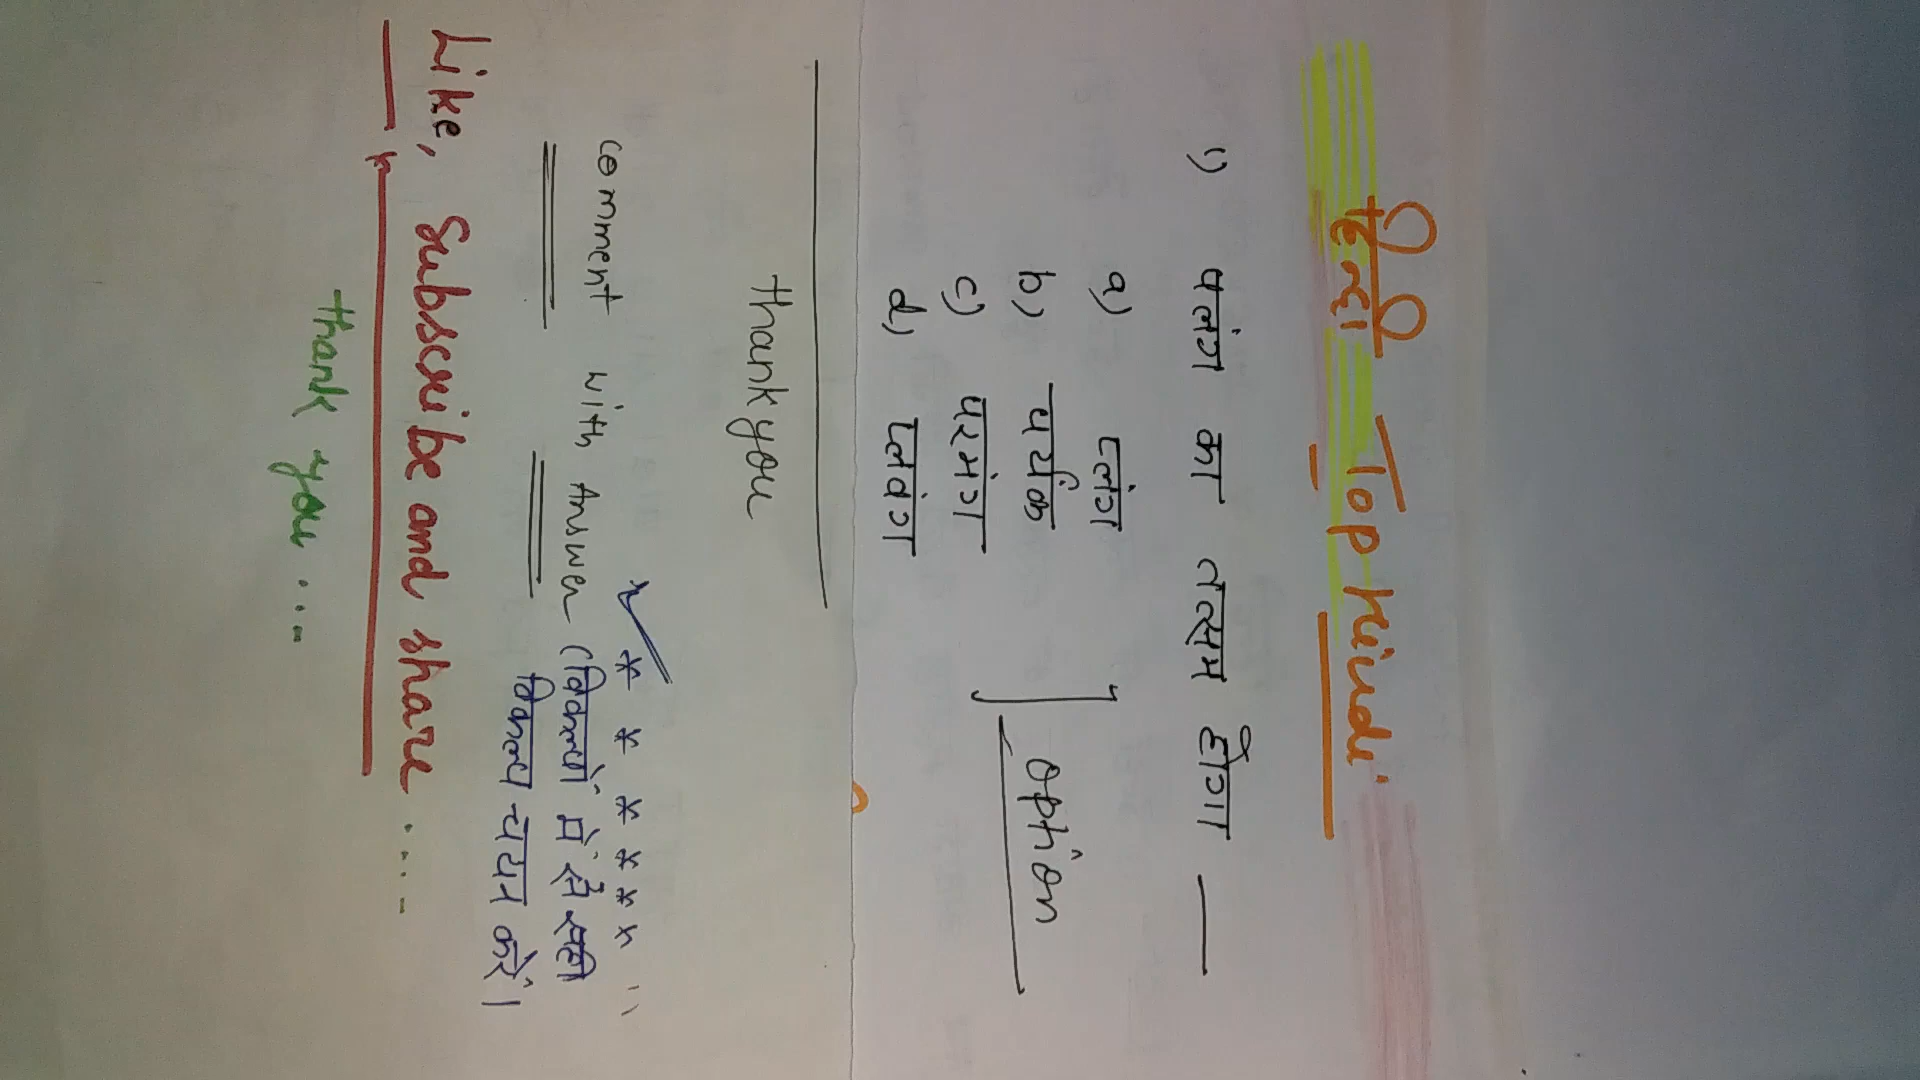 हिन्दी Top Hindi
1) पलंग का तत्सम होगा —
a) लंग
b) पर्यंक
c) परमंग
d) प्लवंग
option
thank you
comment with Answer (विकल्पों में से सही
विकल्प चयन करें।
Like, Subscribe and share ....
thank you ....